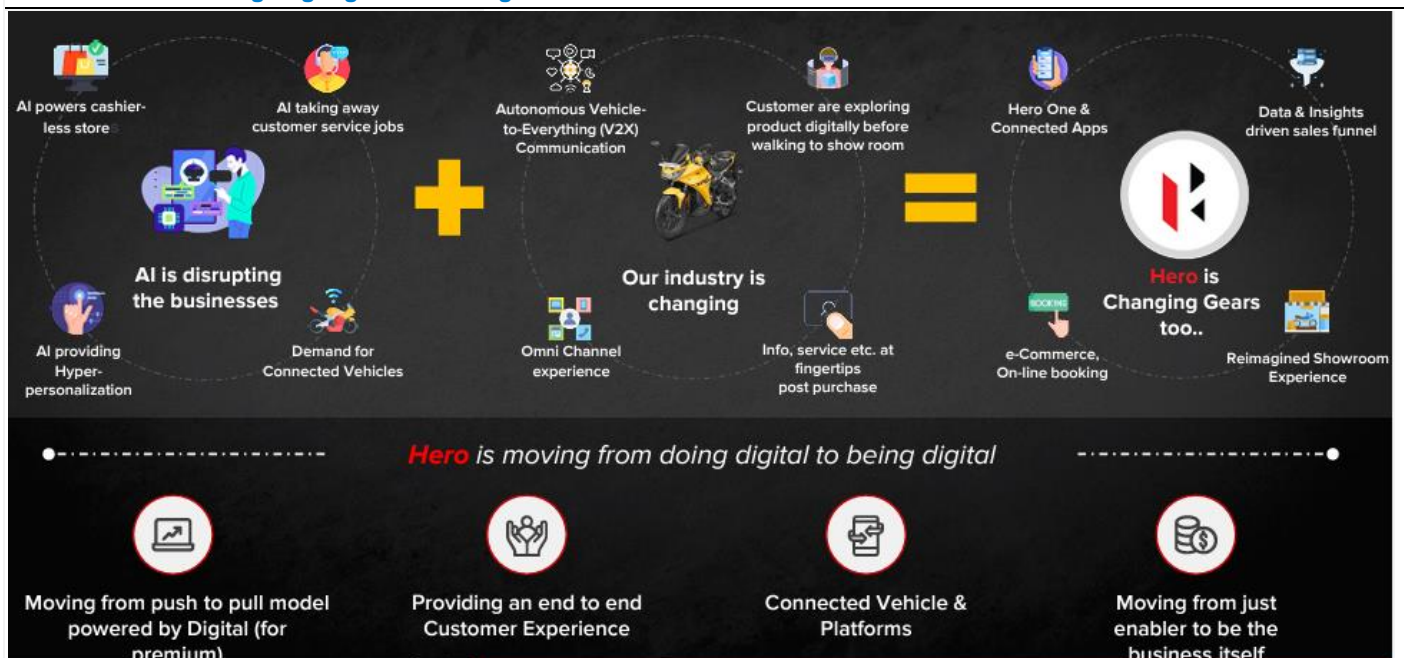 AI powers cashier-
less stores
AI taking away
customer service jobs
AI is disrupting
the businesses
AI providing
Hyper-
personalization
Demand for
Connected Vehicles
Autonomous Vehicle-
to-Everything (V2X)
Communication
Customer are exploring
product digitally before
walking to show room
Our industry is
changing
Omni Channel
experience
Info, service etc. at
fingertips
post purchase
Hero One &
Connected Apps
Data & Insights
driven sales funnel
Hero is
Changing Gears
too..
BOOKING
e-Commerce,
On-line booking
Reimagined Showroom
Experience
Hero is moving from doing digital to being digital
Moving from push to pull model
powered by Digital (for
premium)
Providing an end to end
Customer Experience
Connected Vehicle &
Platforms
Moving from just
enabler to be the
business itself